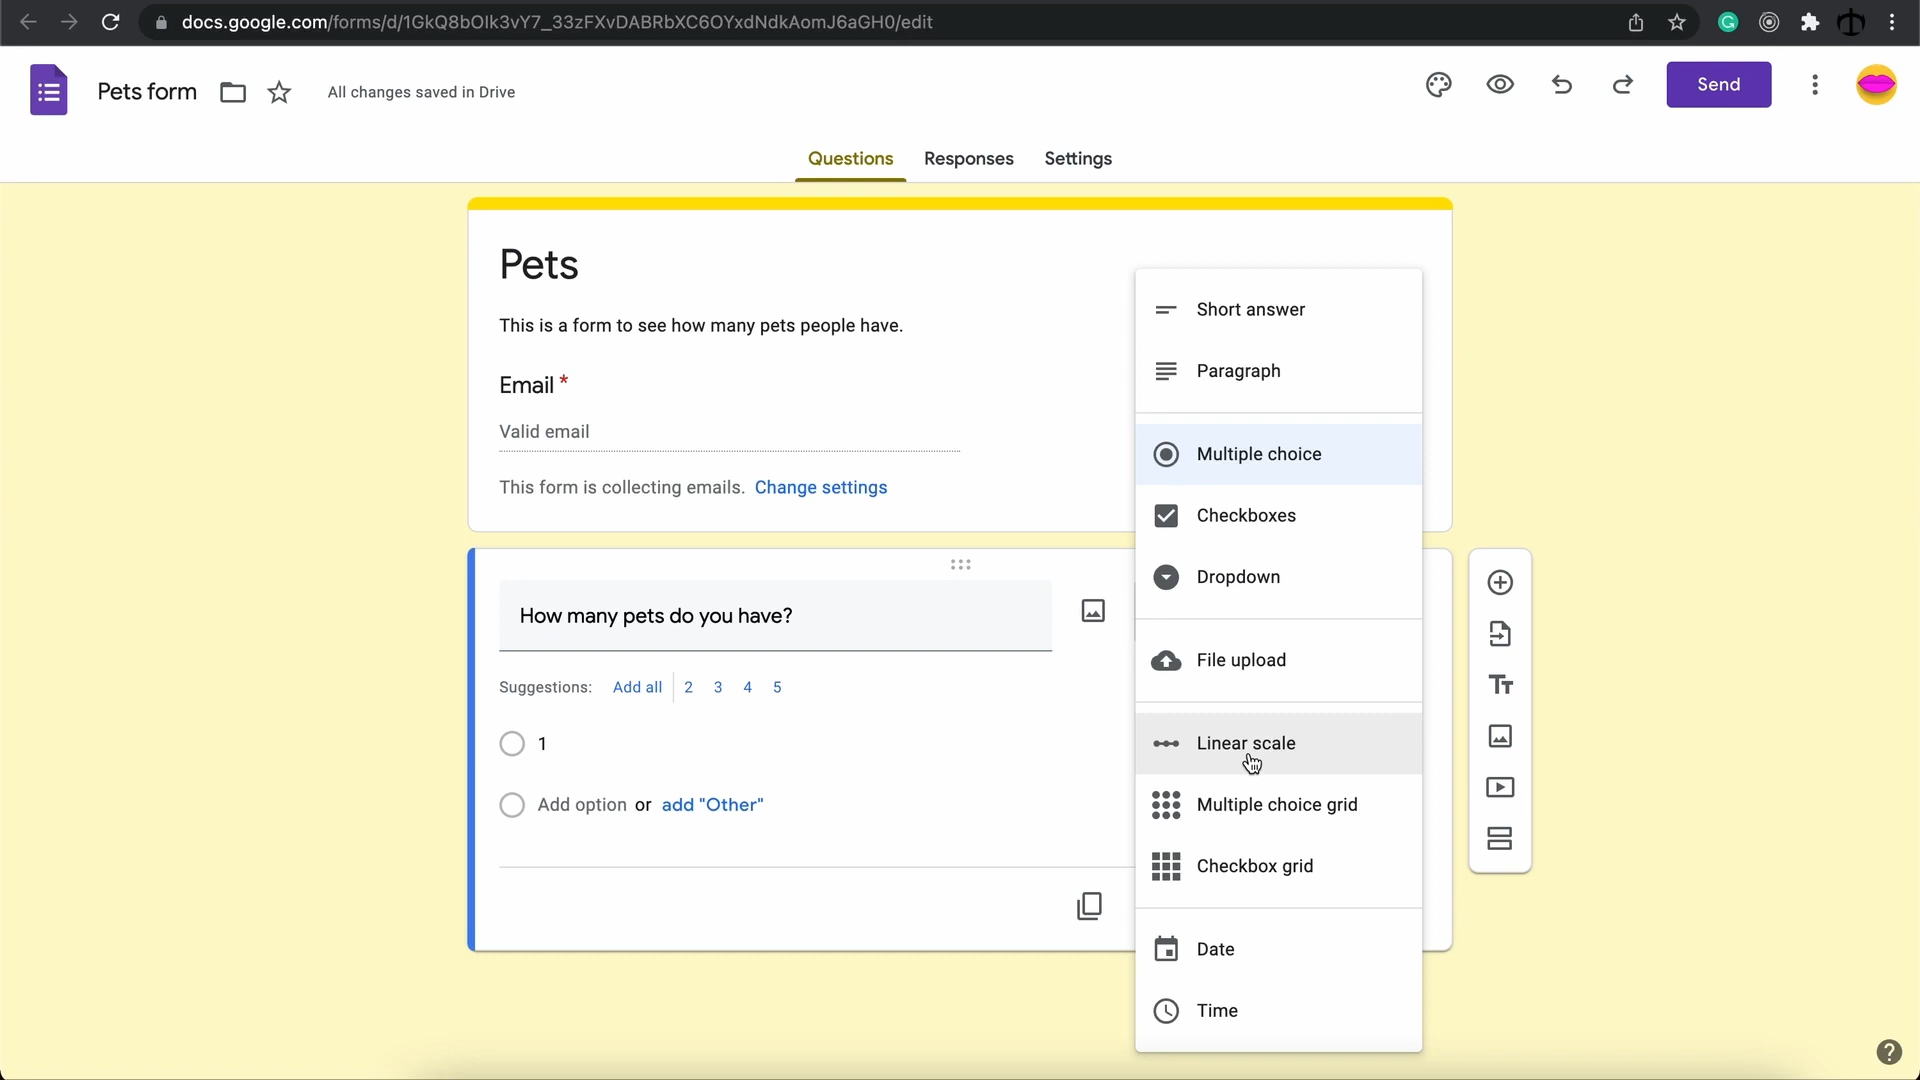 docs.google.com/forms/d/1GkQ8bOlk3vY7_33zFXvDABRbXC6OYxdNdkAomJ6aGH0/edit
Pets form
All changes saved in Drive
Send
Questions
Responses
Settings
Pets
This is a form to see how many pets people have.
Email *
Valid email
This form is collecting emails. Change settings
How many pets do you have?
Suggestions: Add all 2 3 4 5
1
Add option or add "Other"
Short answer
Paragraph
Multiple choice
Checkboxes
Dropdown
File upload
Linear scale
Multiple choice grid
Checkbox grid
Date
Time